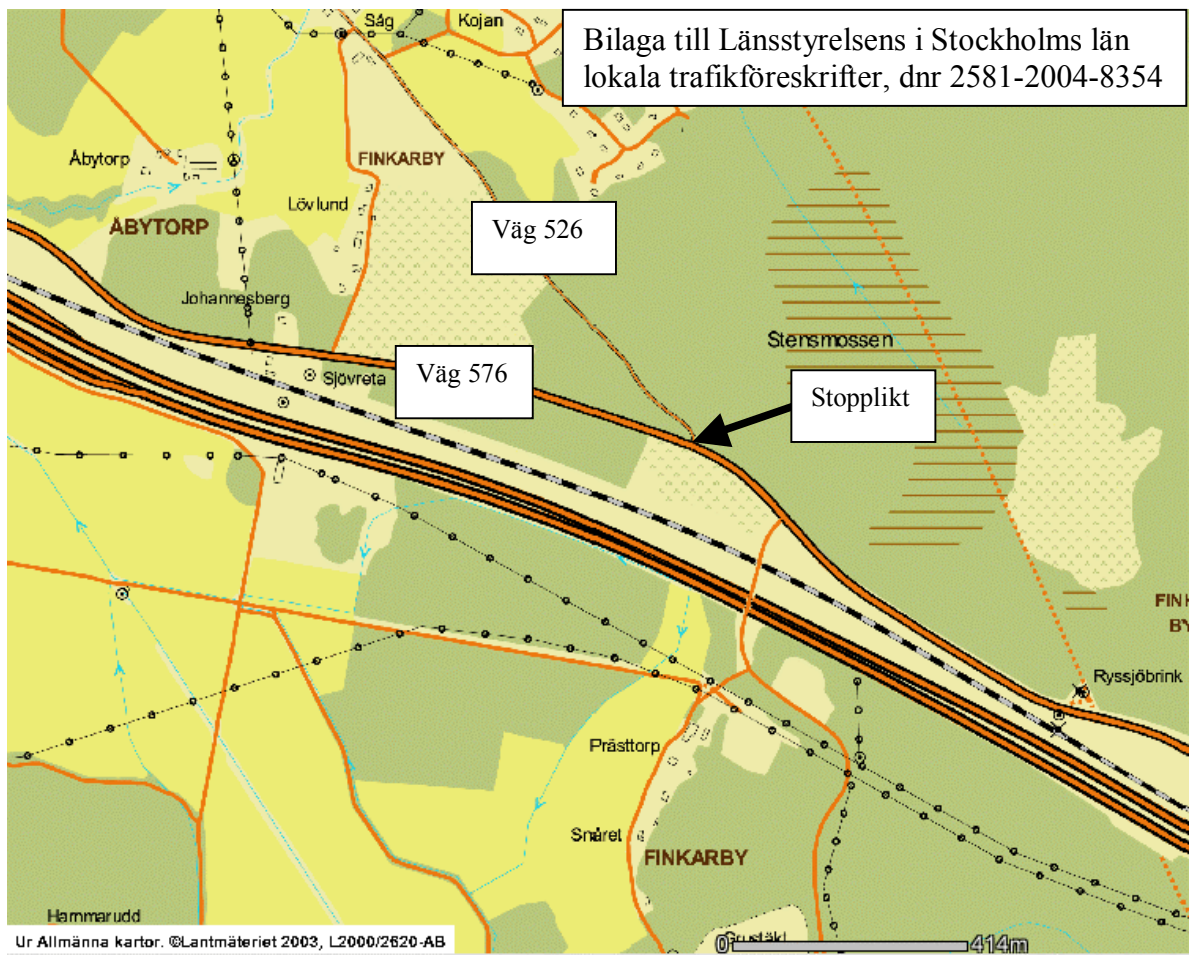 Bilaga till Länsstyrelsens i Stockholms län
lokala trafikföreskrifter, dnr 2581-2004-8354
Såg
Kojan
Åbytorp
FINKARBY
Lövlund
Väg 526
ÅBYTORP
Johannesberg
Stensmossen
Sjövreta
Väg 576
Stopplikt
Ryssjöbrink
Prästtorp
Snåret
FINKARBY
Hammarudd
Ur Allmänna kartor. ©Lantmäteriet 2003, L2000/2620-AB
0
414m